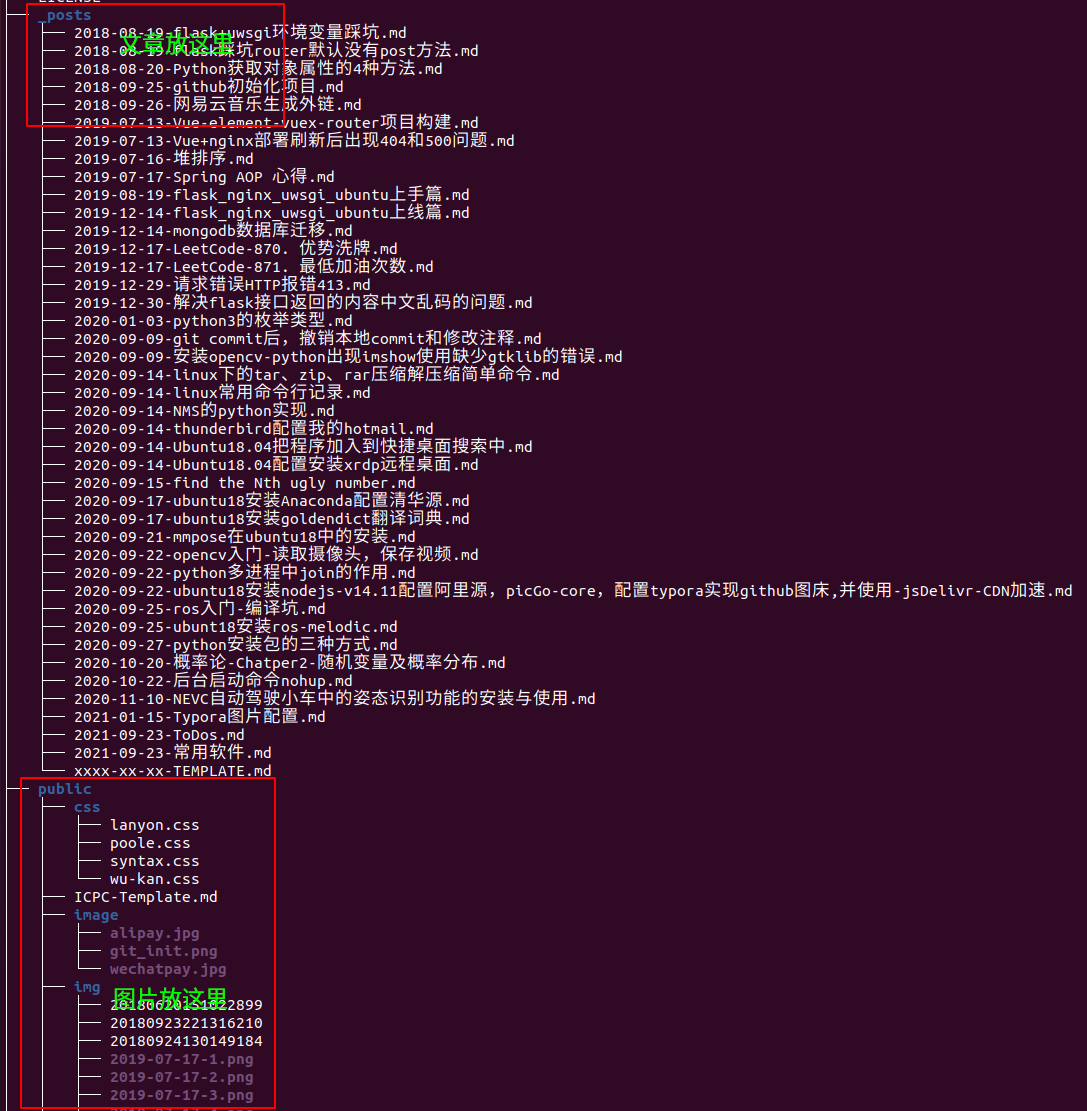 LICENSE
_posts
2018-08-19-flask+uwsgi环境变量踩坑.md
文章放这里
2018-08-19-flask踩坑router默认没有post方法.md
2018-08-20-Python获取对象属性的4种方法.md
2018-09-25-github初始化项目.md
2018-09-26-网易云音乐生成外链.md
2019-07-13-Vue-element-vuex-router项目构建.md
2019-07-13-Vue+nginx部署刷新后出现404和500问题.md
2019-07-16-堆排序.md
2019-07-17-Spring AOP 心得.md
2019-08-19-flask_nginx_uwsgi_ubuntu上手篇.md
2019-12-14-flask_nginx_uwsgi_ubuntu上线篇.md
2019-12-14-mongodb数据库迁移.md
2019-12-17-LeetCode-870. 优势洗牌.md
2019-12-17-LeetCode-871. 最低加油次数.md
2019-12-29-请求错误HTTP报错413.md
2019-12-30-解决flask接口返回的内容中文乱码的问题.md
2020-01-03-python3的枚举类型.md
2020-09-09-git commit后，撤销本地commit和修改注释.md
2020-09-09-安装opencv-python出现imshow使用缺少gtklib的错误.md
2020-09-14-linux下的tar、zip、rar压缩解压缩简单命令.md
2020-09-14-linux常用命令行记录.md
2020-09-14-NMS的python实现.md
2020-09-14-thunderbird配置我的hotmail.md
2020-09-14-Ubuntu18.04把程序加入到快捷桌面搜索中.md
2020-09-14-Ubuntu18.04配置安装xrdp远程桌面.md
2020-09-15-find the Nth ugly number.md
2020-09-17-ubuntu18安装Anaconda配置清华源.md
2020-09-17-ubuntu18安装goldendict翻译词典.md
2020-09-21-mmpose在ubuntu18中的安装.md
2020-09-22-opencv入门-读取摄像头，保存视频.md
2020-09-22-python多进程中join的作用.md
2020-09-22-ubuntu18安装nodejs-v14.11配置阿里源，picGo-core，配置typora实现github图床,并使用-jsDelivr-CDN加速.md
2020-09-25-ros入门-编译坑.md
2020-09-25-ubunt18安装ros-melodic.md
2020-09-27-python安装包的三种方式.md
2020-10-20-概率论-Chatper2-随机变量及概率分布.md
2020-10-22-后台启动命令nohup.md
2020-11-10-NEVC自动驾驶小车中的姿态识别功能的安装与使用.md
2021-01-15-Typora图片配置.md
2021-09-23-ToDos.md
2021-09-23-常用软件.md
xxxx-xx-xx-TEMPLATE.md
public
css
lanyon.css
poole.css
syntax.css
wu-kan.css
ICPC-Template.md
image
alipay.jpg
git_init.png
wechatpay.jpg
img
图片放这里
20180620151022899
20180923221316210
20180924130149184
2019-07-17-1.png
2019-07-17-2.png
2019-07-17-3.png